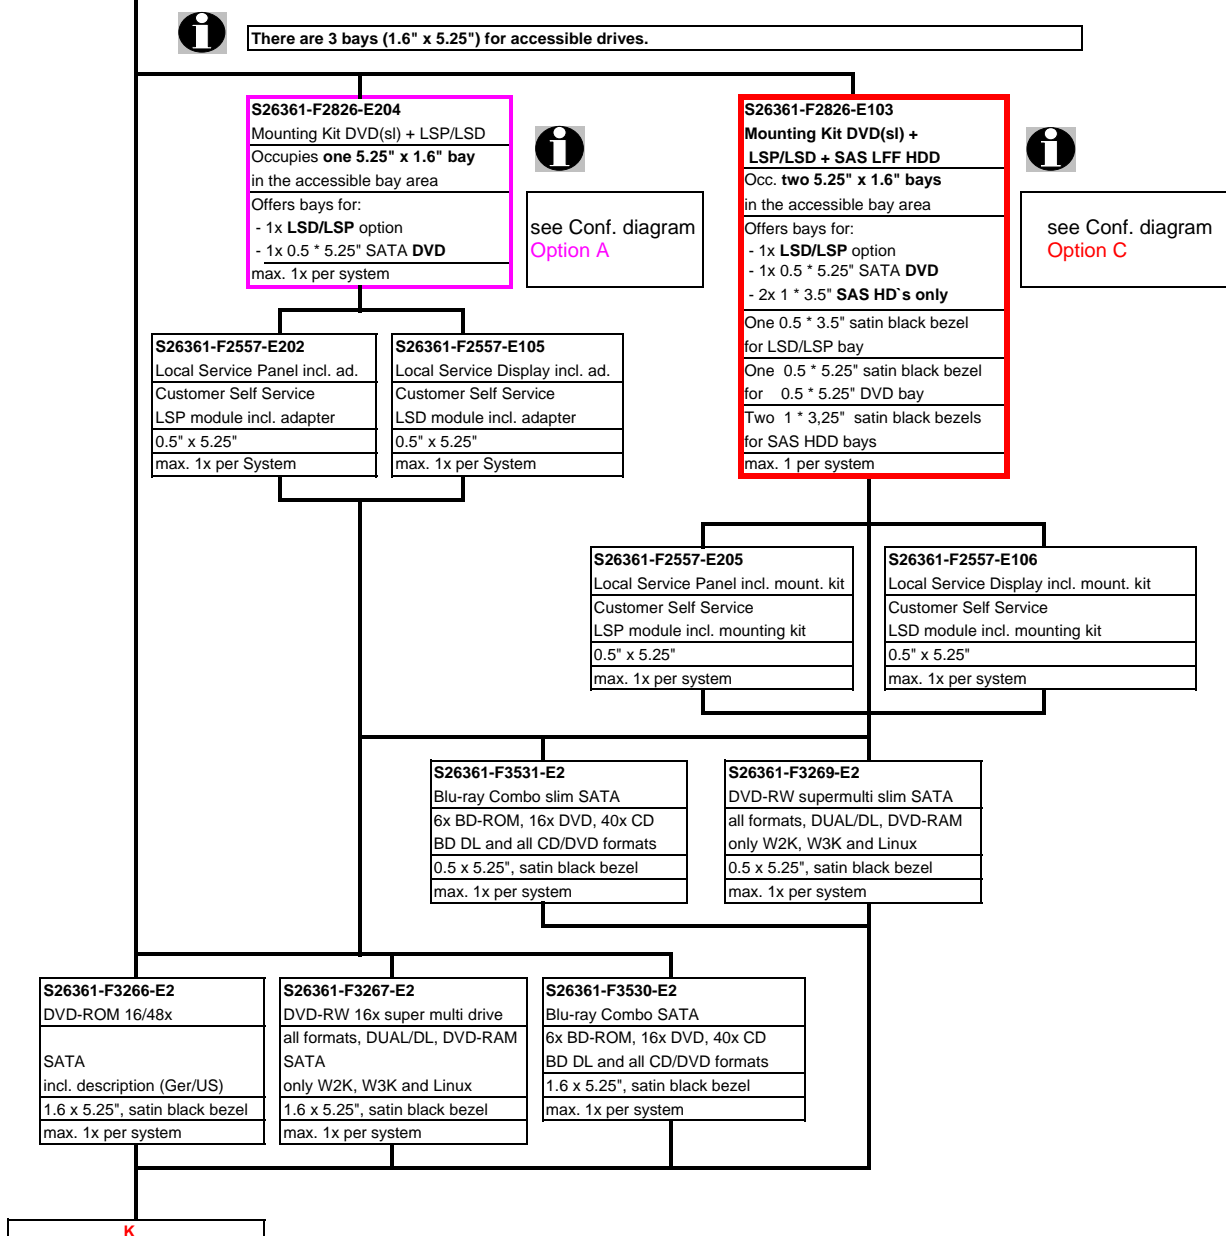 There are 3 bays (1.6" x 5.25") for accessible drives.
S26361-F2826-E204
Mounting Kit DVD(sl) + LSP/LSD
Occupies one 5.25" x 1.6" bay
in the accessible bay area
Offers bays for:
- 1x LSD/LSP option
- 1x 0.5 * 5.25" SATA DVD
max. 1x per system
see Conf. diagram
Option A
S26361-F2826-E103
Mounting Kit DVD(sl) +
LSP/LSD + SAS LFF HDD
Occ. two 5.25" x 1.6" bays
in the accessible bay area
Offers bays for:
- 1x LSD/LSP option
- 1x 0.5 * 5.25" SATA DVD
- 2x 1 * 3.5" SAS HD`s only
One 0.5 * 3.5" satin black bezel
for LSD/LSP bay
One 0.5 * 5.25" satin black bezel
for 0.5 * 5.25" DVD bay
Two 1 * 3,25" satin black bezels
for SAS HDD bays
max. 1 per system
see Conf. diagram
Option C
S26361-F2557-E202
Local Service Panel incl. ad.
Customer Self Service
LSP module incl. adapter
0.5" x 5.25"
max. 1x per System
S26361-F2557-E105
Local Service Display incl. ad.
Customer Self Service
LSD module incl. adapter
0.5" x 5.25"
max. 1x per System
S26361-F2557-E205
Local Service Panel incl. mount. kit
Customer Self Service
LSP module incl. mounting kit
0.5" x 5.25"
max. 1x per system
S26361-F2557-E106
Local Service Display incl. mount. kit
Customer Self Service
LSD module incl. mounting kit
0.5" x 5.25"
max. 1x per system
S26361-F3531-E2
Blu-ray Combo slim SATA
6x BD-ROM, 16x DVD, 40x CD
BD DL and all CD/DVD formats
0.5 x 5.25", satin black bezel
max. 1x per system
S26361-F3269-E2
DVD-RW supermulti slim SATA
all formats, DUAL/DL, DVD-RAM
only W2K, W3K and Linux
0.5 x 5.25", satin black bezel
max. 1x per system
S26361-F3266-E2
DVD-ROM 16/48x
SATA
incl. description (Ger/US)
1.6 x 5.25", satin black bezel
max. 1x per system
S26361-F3267-E2
DVD-RW 16x super multi drive
all formats, DUAL/DL, DVD-RAM
SATA
only W2K, W3K and Linux
1.6 x 5.25", satin black bezel
max. 1x per system
S26361-F3530-E2
Blu-ray Combo SATA
6x BD-ROM, 16x DVD, 40x CD
BD DL and all CD/DVD formats
1.6 x 5.25", satin black bezel
max. 1x per system
K